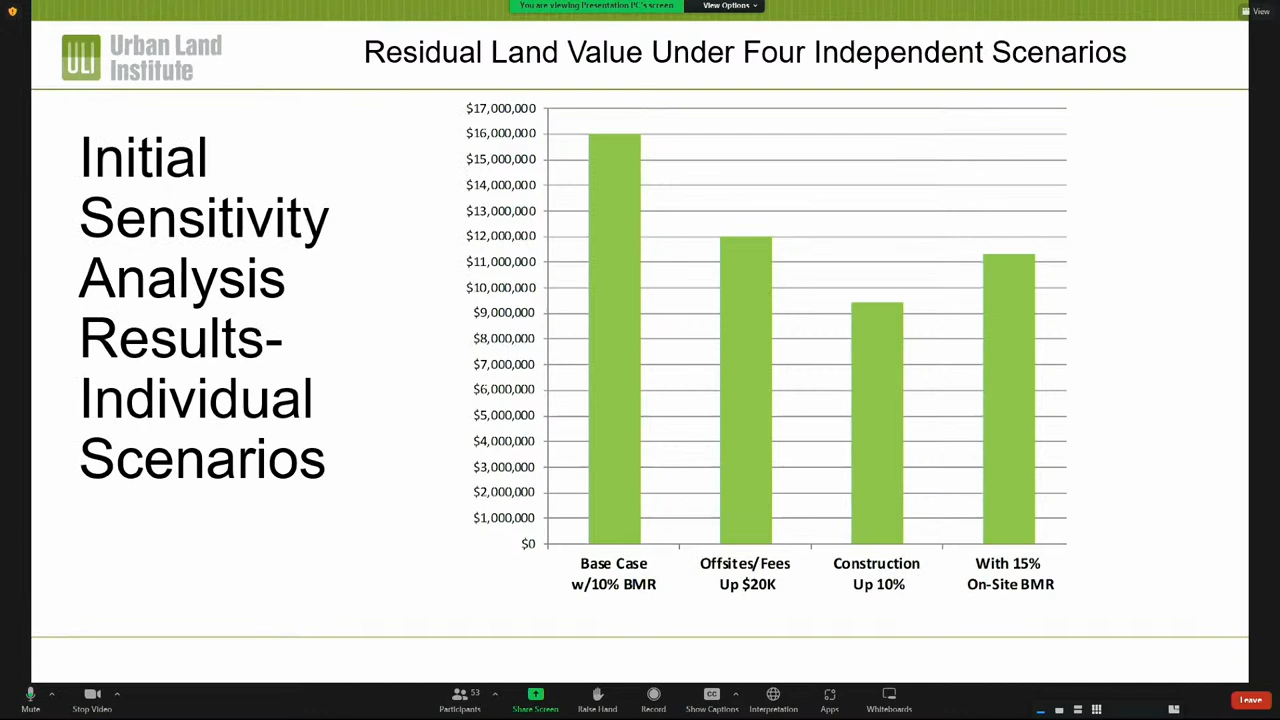 You are viewing Presentation PC's screen
View Options
View
ULI
Urban Land
Institute
Residual Land Value Under Four Independent Scenarios
Initial
Sensitivity
Analysis
Results-
Individual
Scenarios
$17,000,000
$16,000,000
$15,000,000
$14,000,000
$13,000,000
$12,000,000
$11,000,000
$10,000,000
$9,000,000
$8,000,000
$7,000,000
$6,000,000
$5,000,000
$4,000,000
$3,000,000
$2,000,000
$1,000,000
$0
Base Case
w/10% BMR
Offsites/Fees
Up $20K
Construction
Up 10%
With 15%
On-Site BMR
Mute
Stop Video
53
Participants
Share Screen
Raise Hand
Record
CC
Show Captions
Interpretation
Apps
Whiteboards
Leave